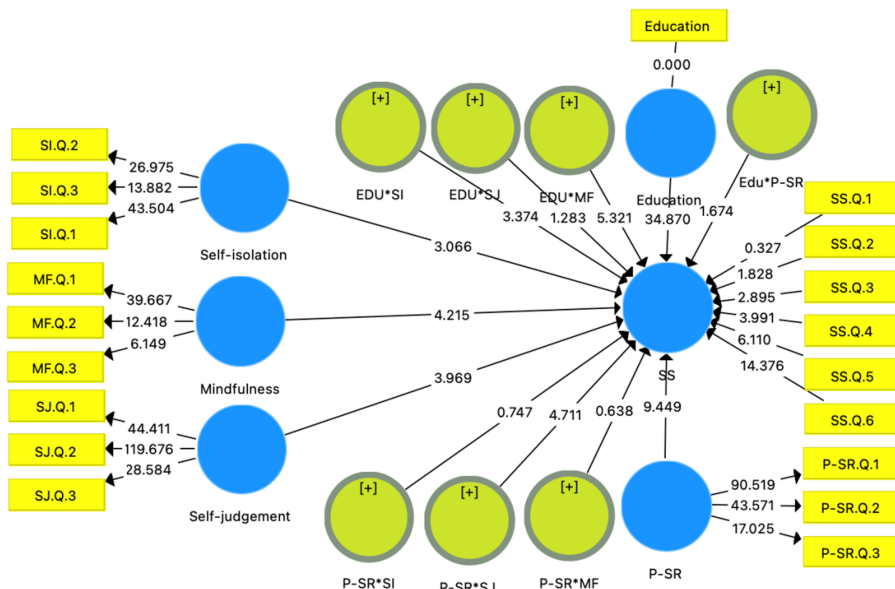 Education
0.000
[+]
[+]
[+]
[+]
EDU*SI
EDU*SJ
EDU*MF
Education
Edu*P-SR
3.374
1.283
5.321
34.870
1.674
SI.Q.2
SI.Q.3
SI.Q.1
26.975
13.882
43.504
Self-isolation
3.066
MF.Q.1
MF.Q.2
MF.Q.3
39.667
12.418
6.149
Mindfulness
4.215
SJ.Q.1
SJ.Q.2
SJ.Q.3
44.411
119.676
28.584
Self-judgement
3.969
SS
SS.Q.1
SS.Q.2
SS.Q.3
SS.Q.4
SS.Q.5
SS.Q.6
0.327
1.828
2.895
3.991
6.110
14.376
0.747
4.711
0.638
9.449
[+]
[+]
[+]
P-SR*SI
P-SR*SJ
P-SR*MF
P-SR
90.519
43.571
17.025
P-SR.Q.1
P-SR.Q.2
P-SR.Q.3